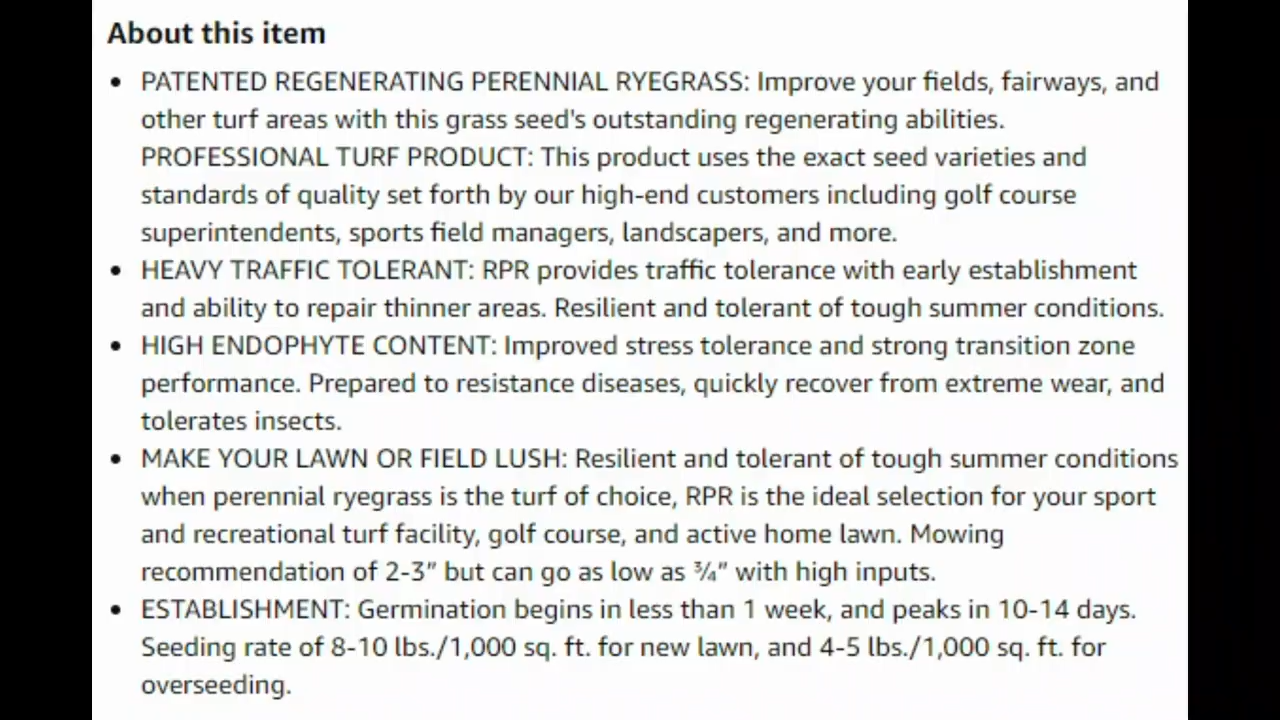 About this item
• PATENTED REGENERATING PERENNIAL RYEGRASS: Improve your fields, fairways, and
other turf areas with this grass seed's outstanding regenerating abilities.
PROFESSIONAL TURF PRODUCT: This product uses the exact seed varieties and
standards of quality set forth by our high-end customers including golf course
superintendents, sports field managers, landscapers, and more.
• HEAVY TRAFFIC TOLERANT: RPR provides traffic tolerance with early establishment
and ability to repair thinner areas. Resilient and tolerant of tough summer conditions.
• HIGH ENDOPHYTE CONTENT: Improved stress tolerance and strong transition zone
performance. Prepared to resistance diseases, quickly recover from extreme wear, and
tolerates insects.
• MAKE YOUR LAWN OR FIELD LUSH: Resilient and tolerant of tough summer conditions
when perennial ryegrass is the turf of choice, RPR is the ideal selection for your sport
and recreational turf facility, golf course, and active home lawn. Mowing
recommendation of 2-3” but can go as low as ¾” with high inputs.
• ESTABLISHMENT: Germination begins in less than 1 week, and peaks in 10-14 days.
Seeding rate of 8-10 lbs./1,000 sq. ft. for new lawn, and 4-5 lbs./1,000 sq. ft. for
overseeding.